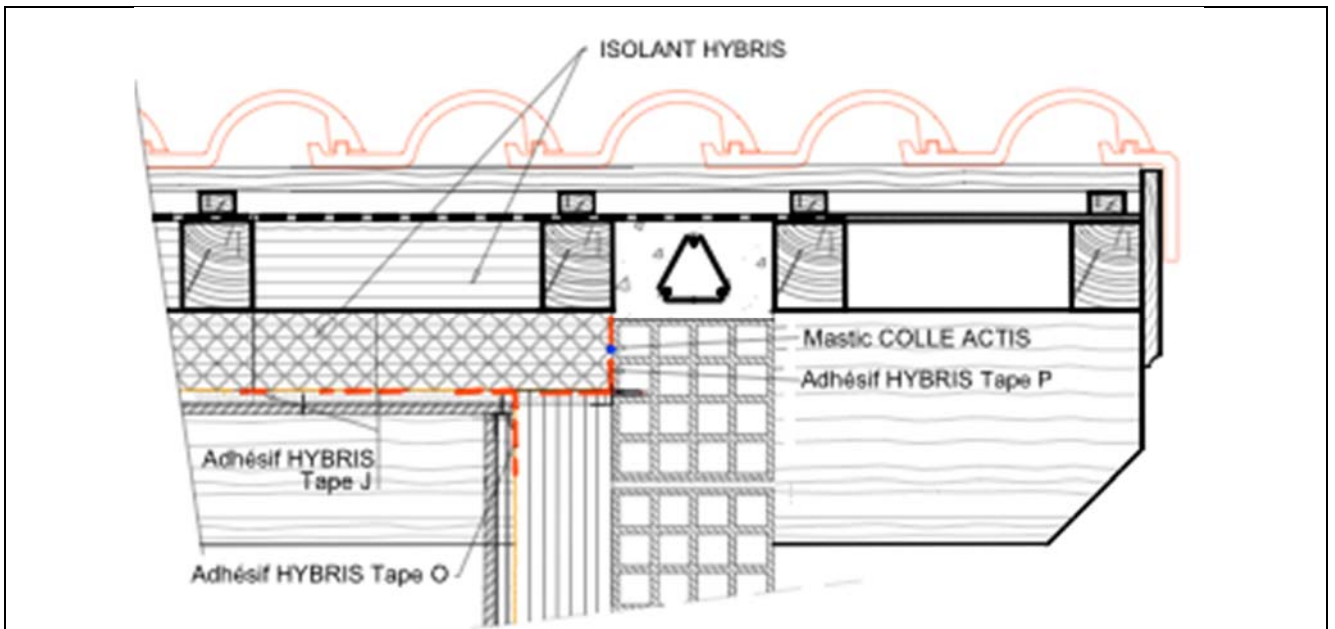 ISOLANT HYBRIS
Mastic COLLE ACTIS
Adhésif HYBRIS Tape P
Adhésif HYBRIS
Tape J
Adhésif HYBRIS Tape O